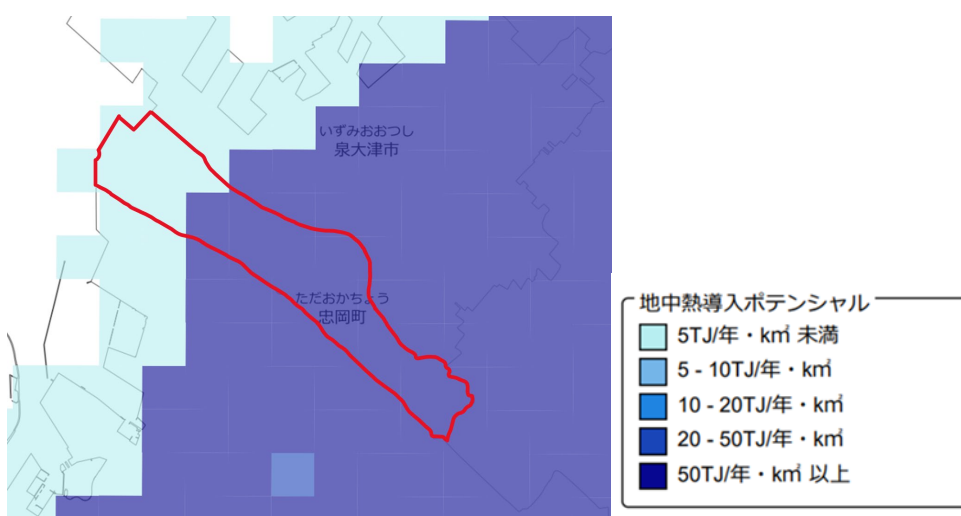 いずみおおつし
泉大津市
ただおかちょう
忠岡町
地中熱導入ポテンシャル
5TJ/年・㎢ 未満
5 - 10TJ/年・㎢
10 - 20TJ/年・㎢
20 - 50TJ/年・㎢
50TJ/年・㎢ 以上